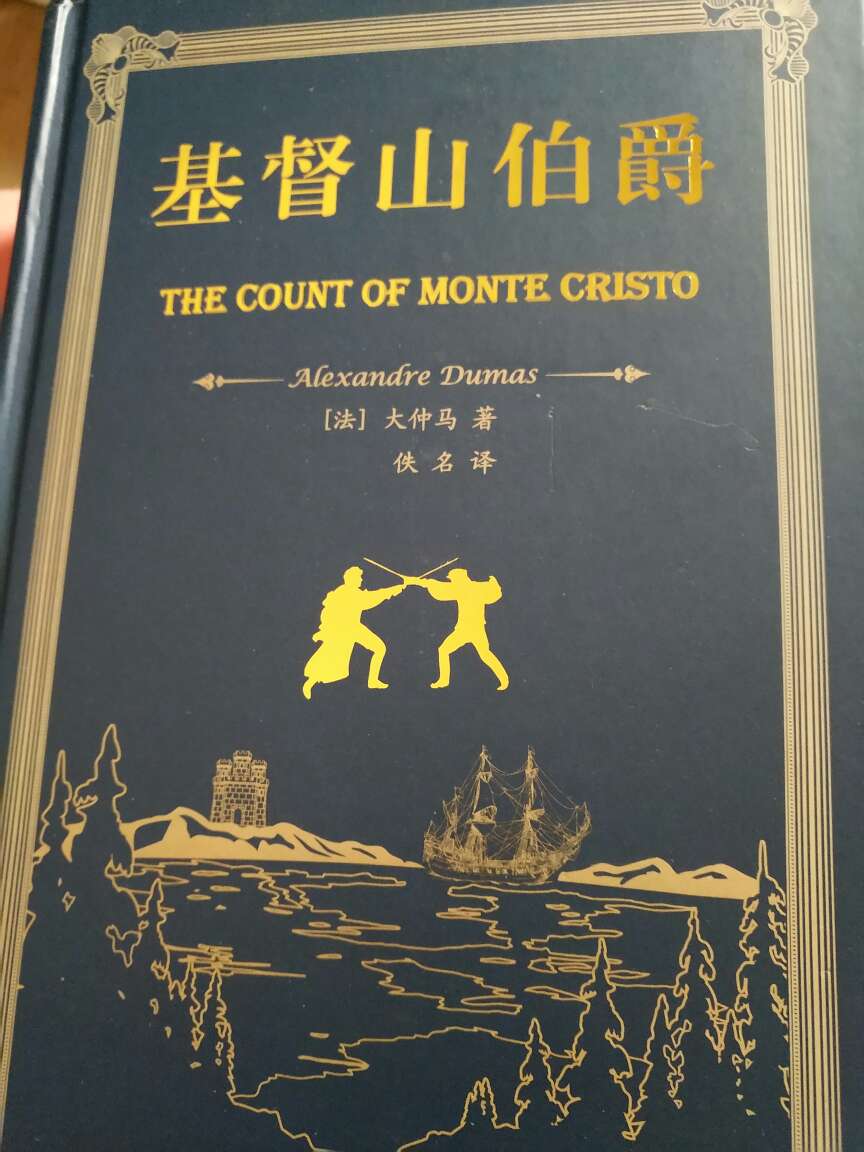 基督山伯爵
THE COUNT OF MONTE CRISTO
Alexandre Dumas
[法] 大仲马 著
佚名 译